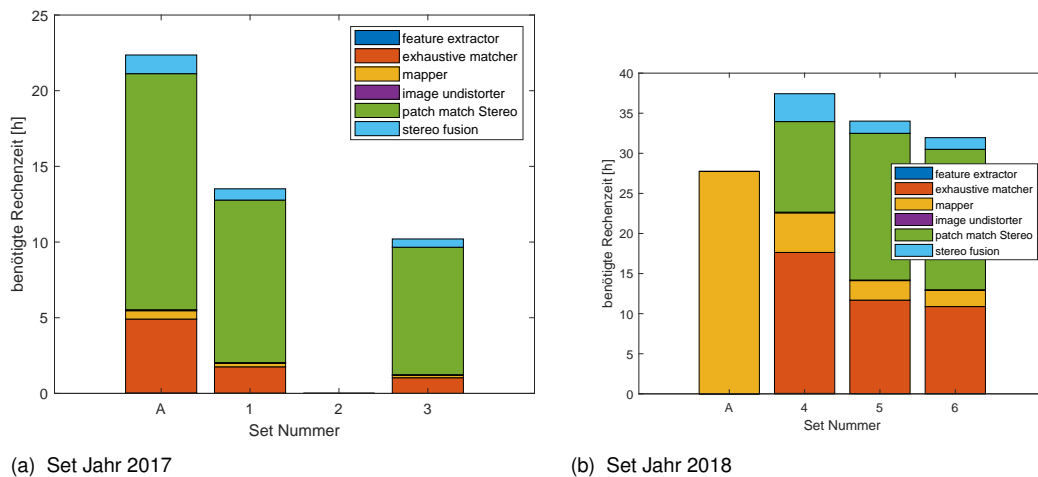 25
20
15
10
5
0
benötigte Rechenzeit [h]
feature extractor
exhaustive matcher
mapper
image undistorter
patch match Stereo
stereo fusion
A 1 2 3
Set Nummer
(a) Set Jahr 2017
40
35
30
25
20
15
10
5
0
benötigte Rechenzeit [h]
feature extractor
exhaustive matcher
mapper
image undistorter
patch match Stereo
stereo fusion
A 4 5 6
Set Nummer
(b) Set Jahr 2018